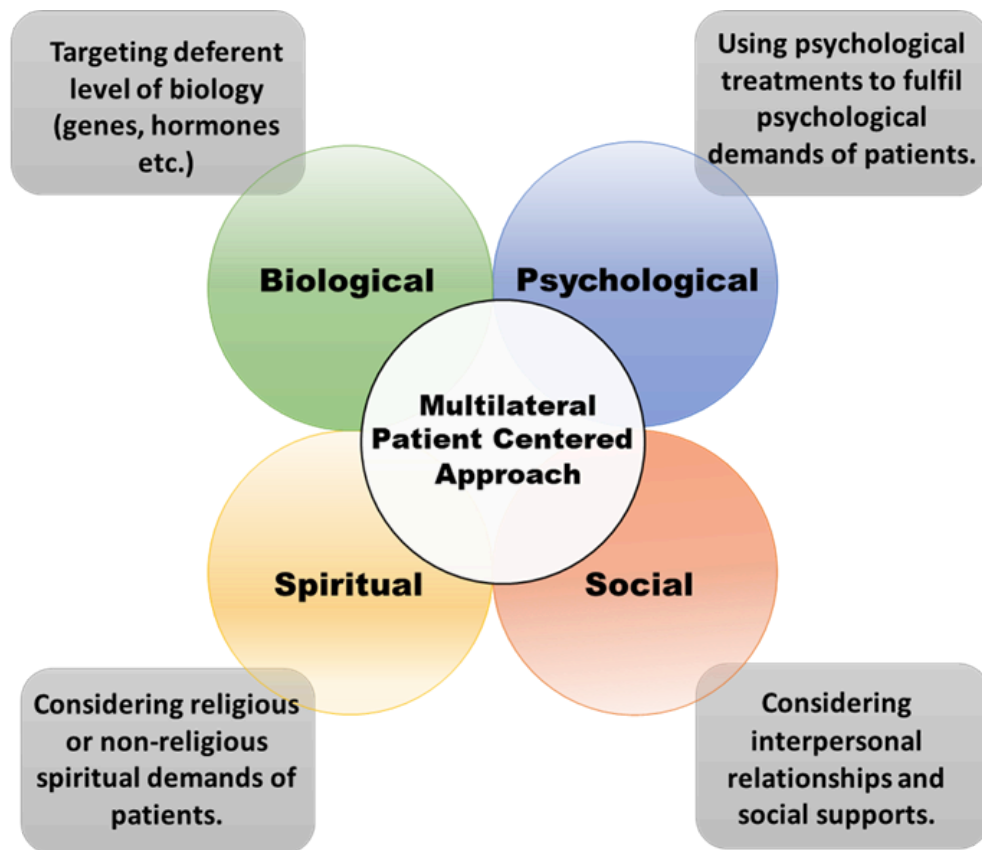 Targeting deferent
level of biology
(genes, hormones
etc.)
Using psychological
treatments to fulfil
psychological
demands of patients.
Biological
Psychological
Multilateral
Patient Centered
Approach
Spiritual
Social
Considering religious
or non-religious
spiritual demands of
patients.
Considering
interpersonal
relationships and
social supports.